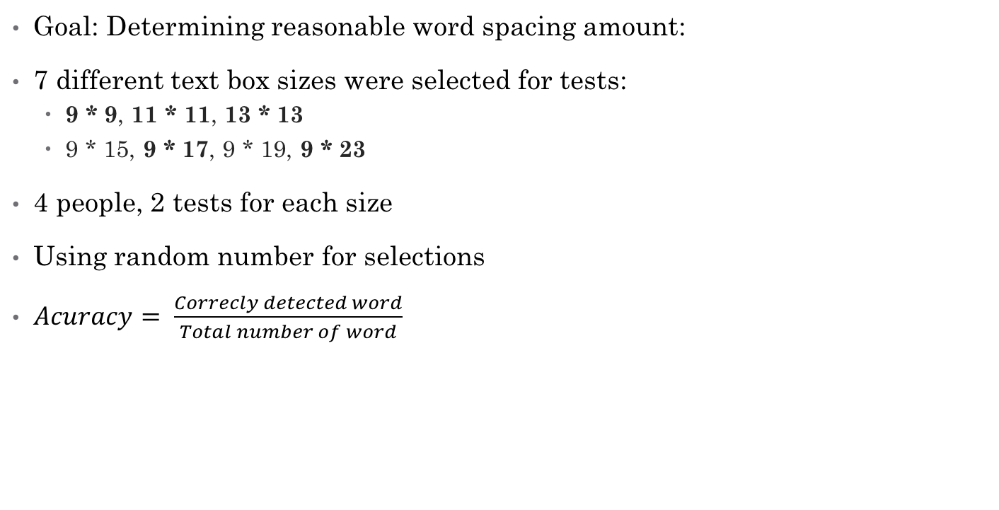 • Goal: Determining reasonable word spacing amount:
• 7 different text box sizes were selected for tests:
• 9 * 9, 11 * 11, 13 * 13
• 9 * 15, 9 * 17, 9 * 19, 9 * 23
• 4 people, 2 tests for each size
• Using random number for selections
• Acuracy = Correcly detected word / Total number of word